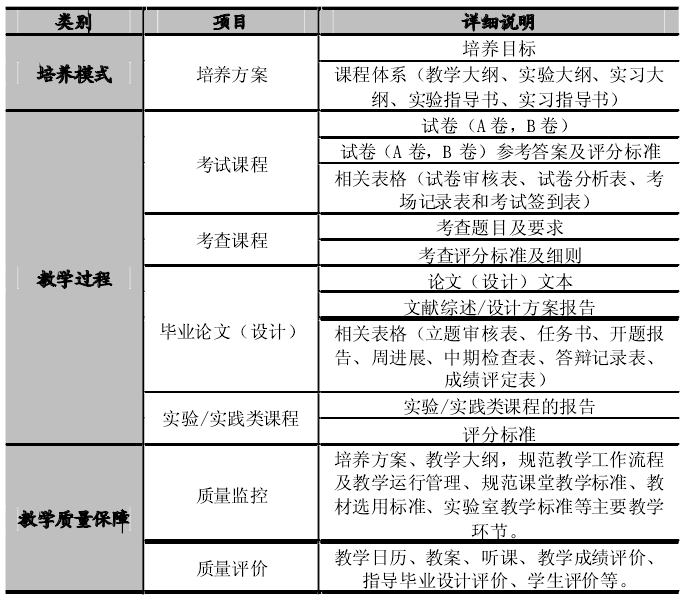 类别 项目 详细说明
培养模式
培养方案
培养目标
课程体系（教学大纲、实验大纲、实习大
纲、实验指导书、实习指导书）
教学过程
考试课程
试卷（A 卷，B 卷）
试卷（A 卷，B 卷）参考答案及评分标准
相关表格（试卷审核表、试卷分析表、考
场记录表和考试签到表）
考查课程
考查题目及要求
考查评分标准及细则
毕业论文（设计）
论文（设计）文本
文献综述/设计方案报告
相关表格（立题审核表、任务书、开题报
告、周进展、中期检查表、答辩记录表、
成绩评定表）
实验/实践类课程
实验/实践类课程的报告
评分标准
教学质量保障
质量监控
培养方案、教学大纲，规范教学工作流程
及教学运行管理、规范课堂教学标准、教
材选用标准、实验室教学标准等主要教学
环节。
质量评价
教学日历、教案、听课、教学成绩评价、
指导毕业设计评价、学生评价等。